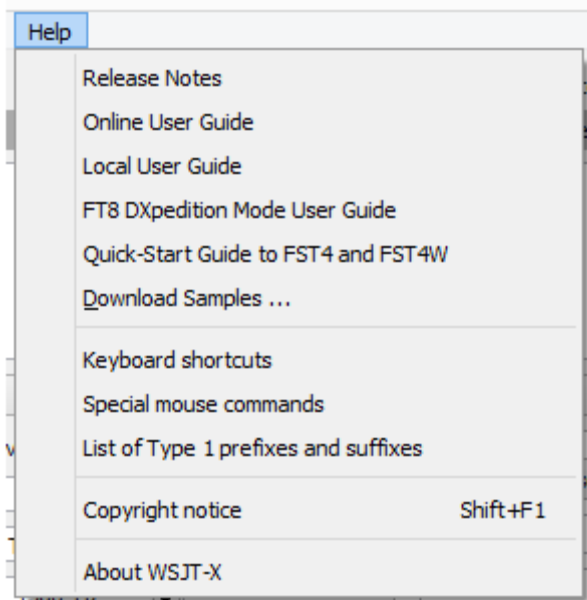 Help
Release Notes
Online User Guide
Local User Guide
FT8 DXpedition Mode User Guide
Quick-Start Guide to FST4 and FST4W
Download Samples ...
Keyboard shortcuts
Special mouse commands
List of Type 1 prefixes and suffixes
Copyright notice Shift+F1
About WSJT-X